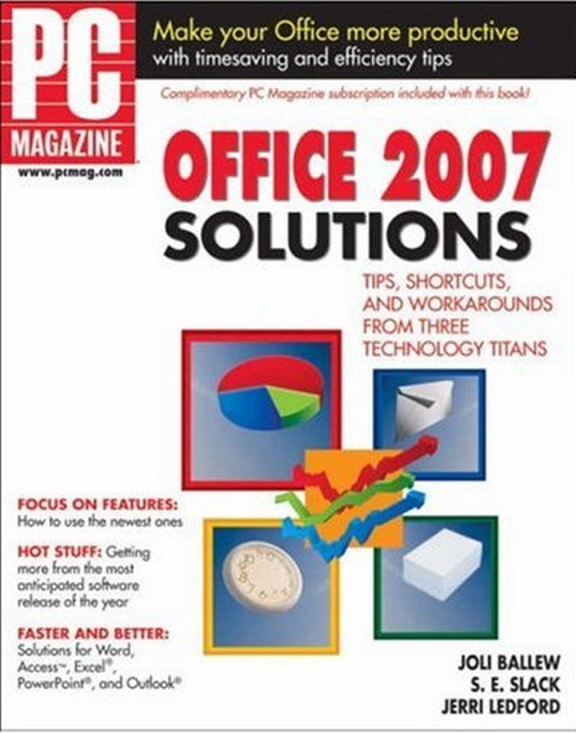 PC
MAGAZINE
www.pcmag.com
Make your Office more productive
with timesaving and efficiency tips
Complimentary PC Magazine subscription included with this book!
OFFICE 2007
SOLUTIONS
TIPS, SHORTCUTS,
AND WORKAROUNDS
FROM THREE
TECHNOLOGY TITANS
FOCUS ON FEATURES:
How to use the newest ones
HOT STUFF: Getting
more from the most
anticipated software
release of the year
FASTER AND BETTER:
Solutions for Word,
Access™, Excel®,
PowerPoint®, and Outlook®
JOLI BALLEW
S. E. SLACK
JERRI LEDFORD